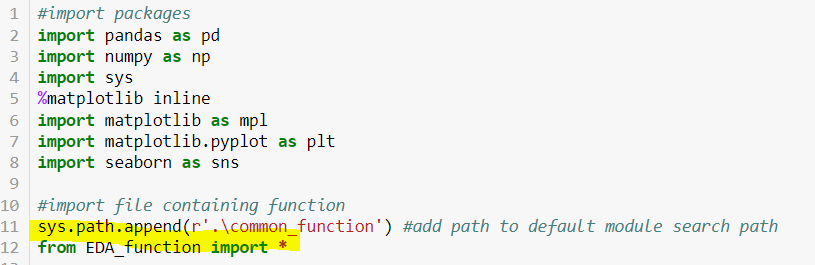 1 #import packages
2 import pandas as pd
3 import numpy as np
4 import sys
5 %matplotlib inline
6 import matplotlib as mpl
7 import matplotlib.pyplot as plt
8 import seaborn as sns
9
10 #import file containing function
11 sys.path.append(r'.\common_function') #add path to default module search path
12 from EDA_function import *